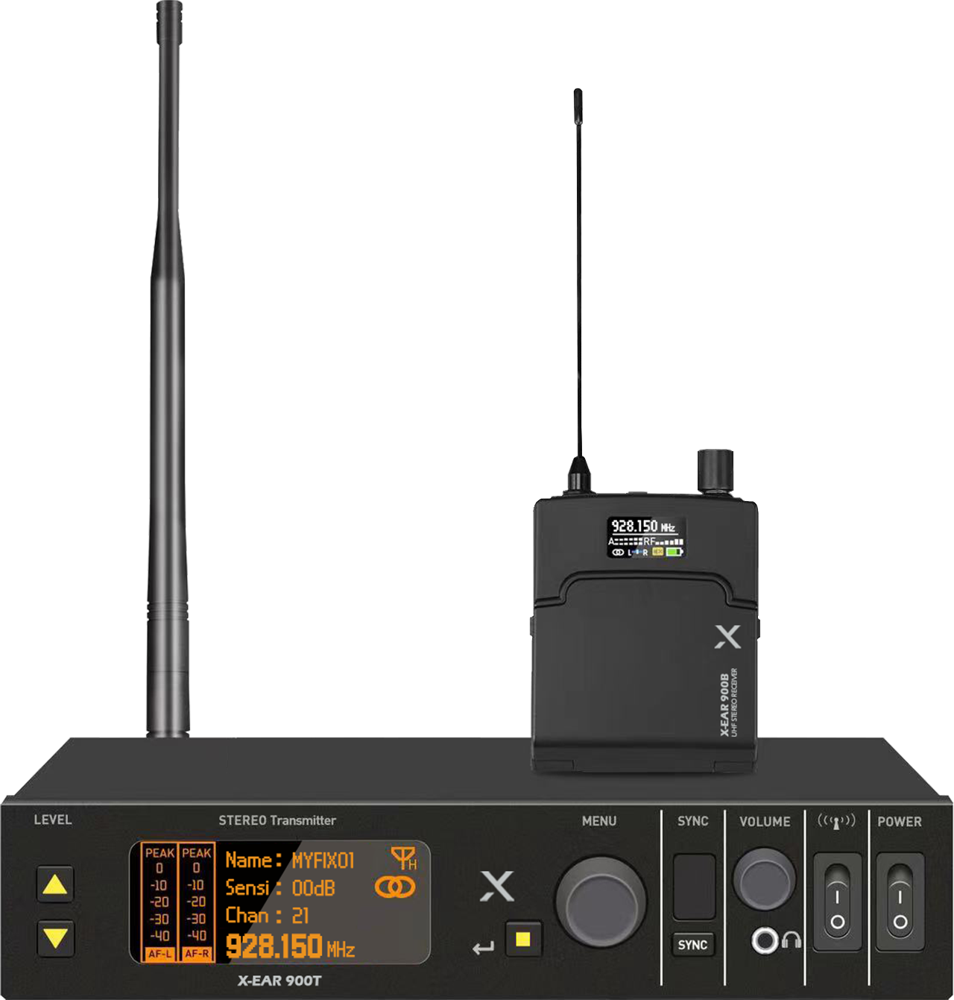 928.150 MHz
A RF
L R
X
X-EAR 900B
UHF STEREO RECEIVER
LEVEL
STEREO Transmitter
MENU
SYNC
VOLUME
POWER
PEAK PEAK
0 0
-10 -10
-20 -20
-30 -30
-40 -40
AF-L AF-R
Name: MYFIX01
H
Sensi: 00dB
Chan: 21
928.150 MHz
X
SYNC
X-EAR 900T